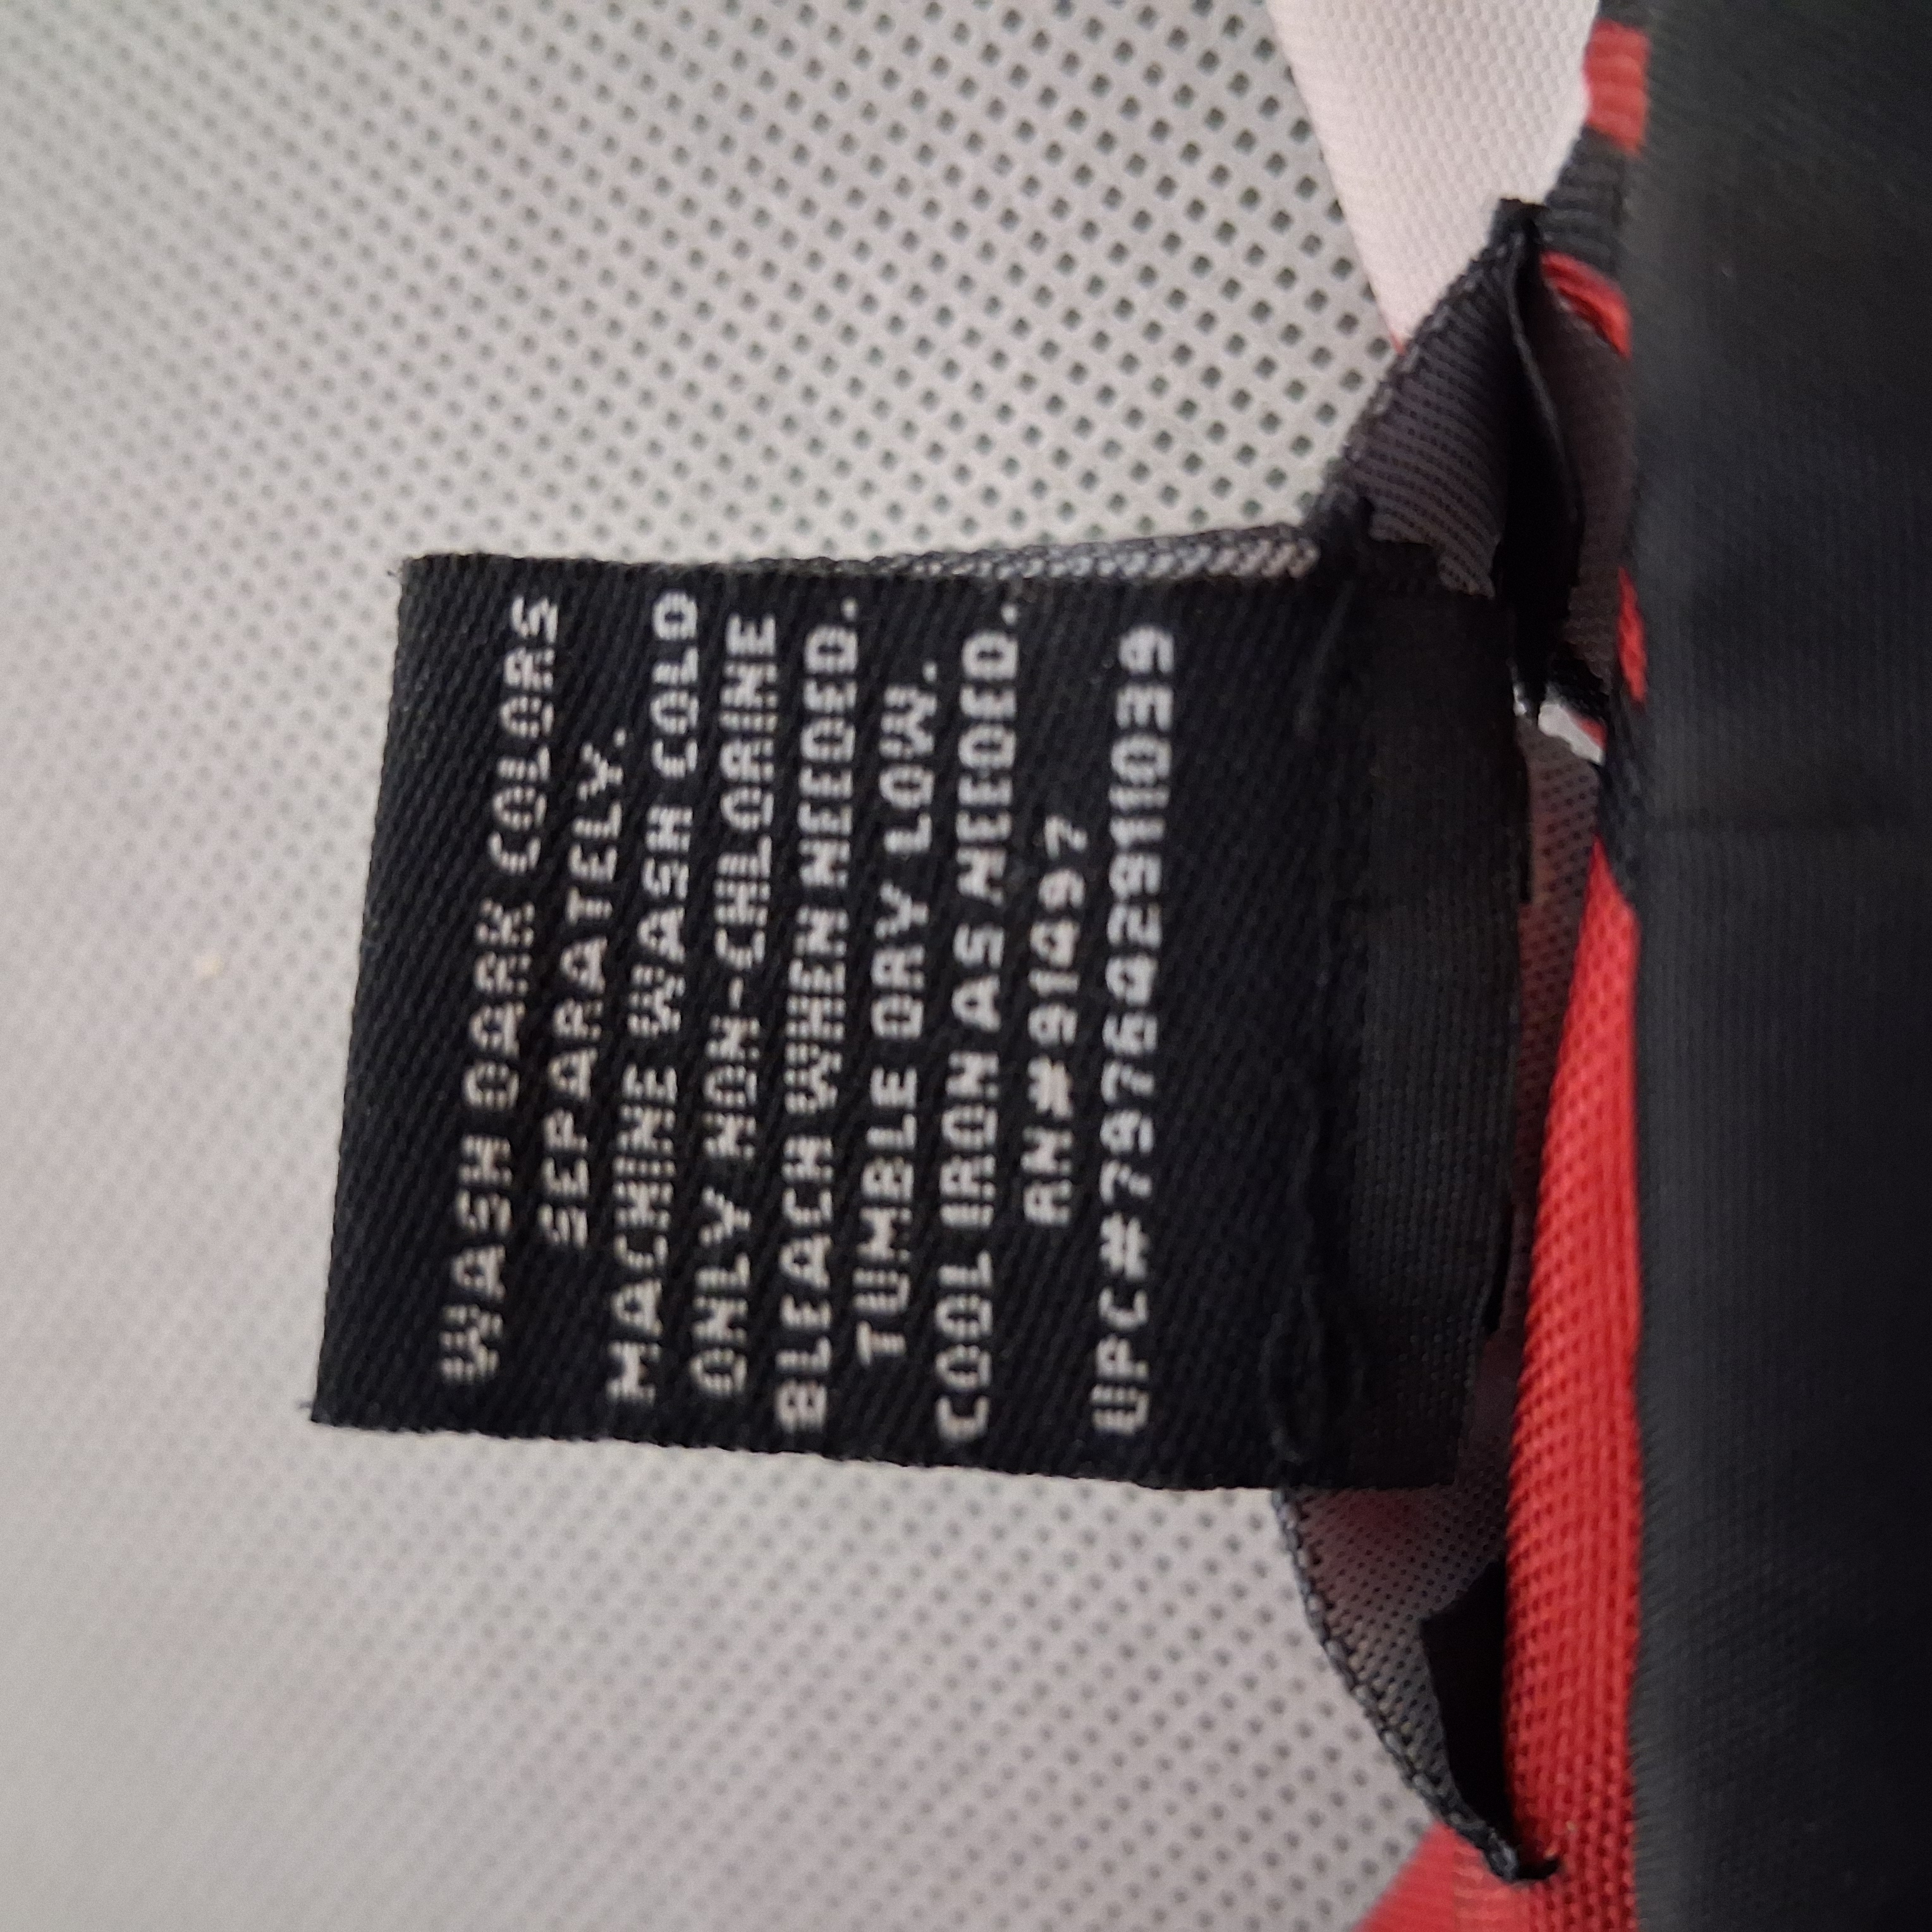 WASH DARK COLORS
SEPARATELY.
MACHINE WASH COLD
ONLY NON-CHLORINE
BLEACH WHEN NEEDED.
TUMBLE DRY LOW.
COOL IRON AS NEEDED.
RN#91497
UPC#797642911039